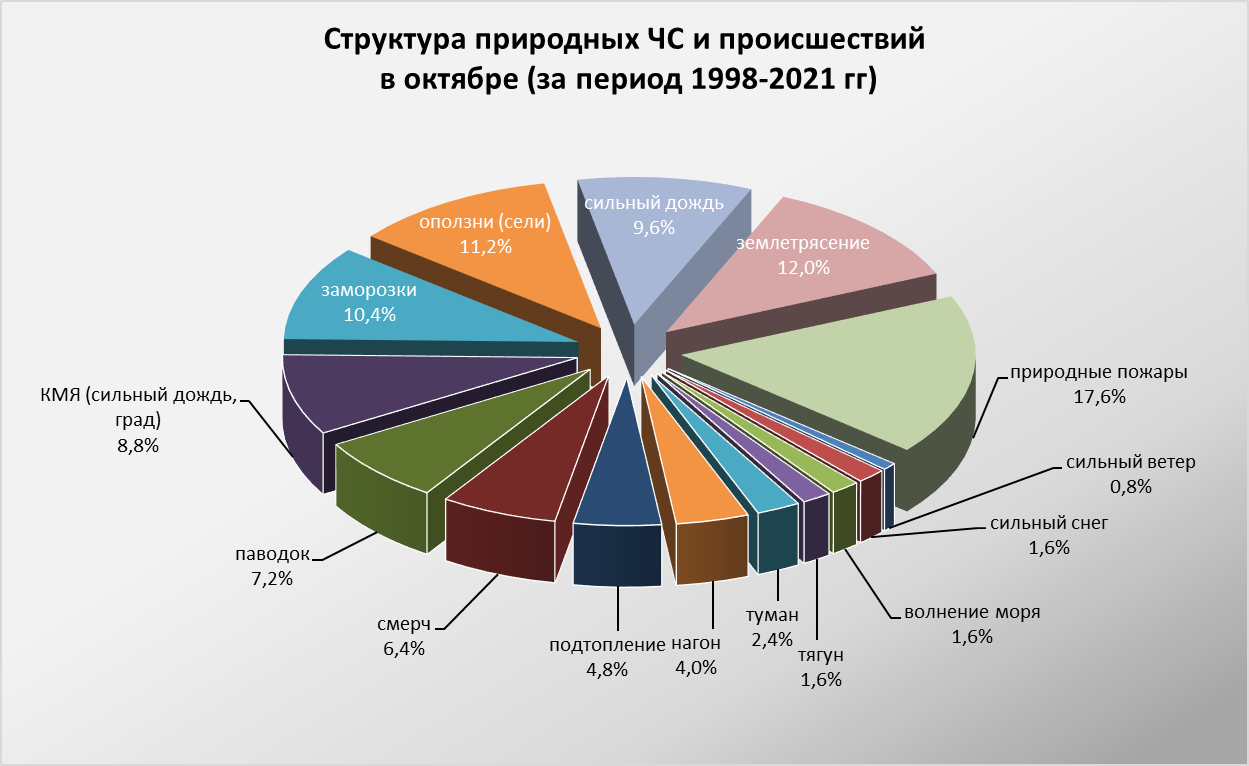 Структура природных ЧС и происшествий
в октябре (за период 1998-2021 гг)
сильный дождь
9,6%
землетрясение
12,0%
природные пожары
17,6%
сильный ветер
0,8%
сильный снег
1,6%
волнение моря
1,6%
тягун
1,6%
туман
2,4%
нагон
4,0%
подтопление
4,8%
смерч
6,4%
паводок
7,2%
КМЯ (сильный дождь,
град)
8,8%
заморозки
10,4%
оползни (сели)
11,2%